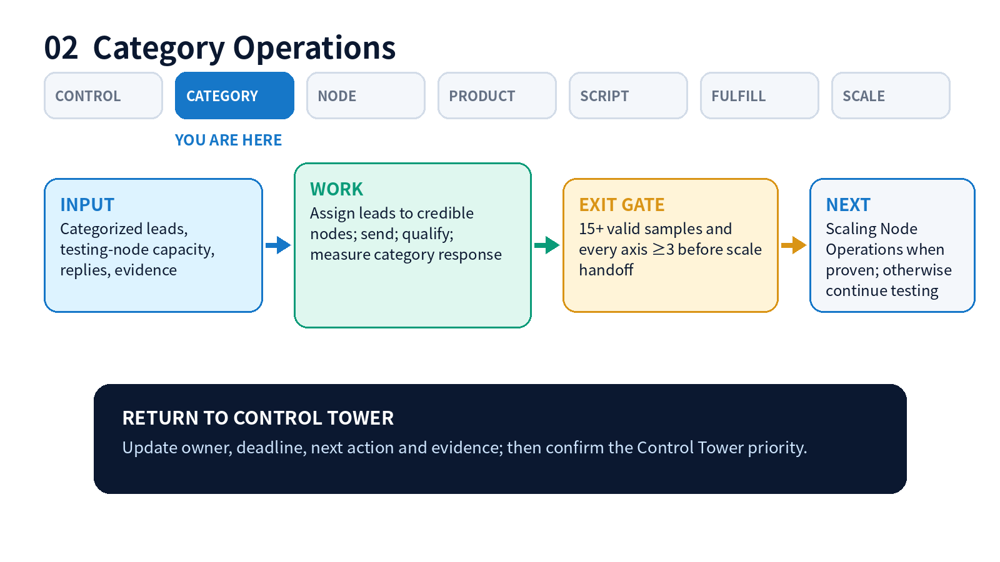 02 Category Operations
CONTROL
CATEGORY
NODE
PRODUCT
SCRIPT
FULFILL
SCALE
YOU ARE HERE
INPUT
Categorized leads,
testing-node capacity,
replies, evidence
WORK
Assign leads to credible
nodes; send; qualify;
measure category response
EXIT GATE
15+ valid samples and
every axis ≥3 before scale
handoff
NEXT
Scaling Node
Operations when
proven; otherwise
continue testing
RETURN TO CONTROL TOWER
Update owner, deadline, next action and evidence; then confirm the Control Tower priority.